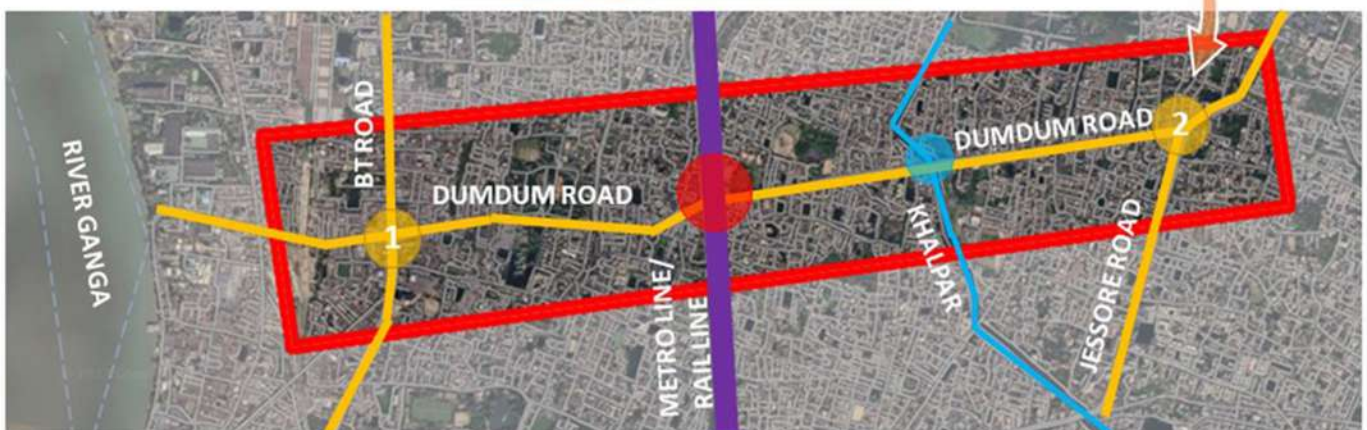 RIVER GANGA
BT ROAD
DUMDUM ROAD
1
METRO LINE/
RAIL LINE
KHALPAR
DUMDUM ROAD
2
JESSORE ROAD